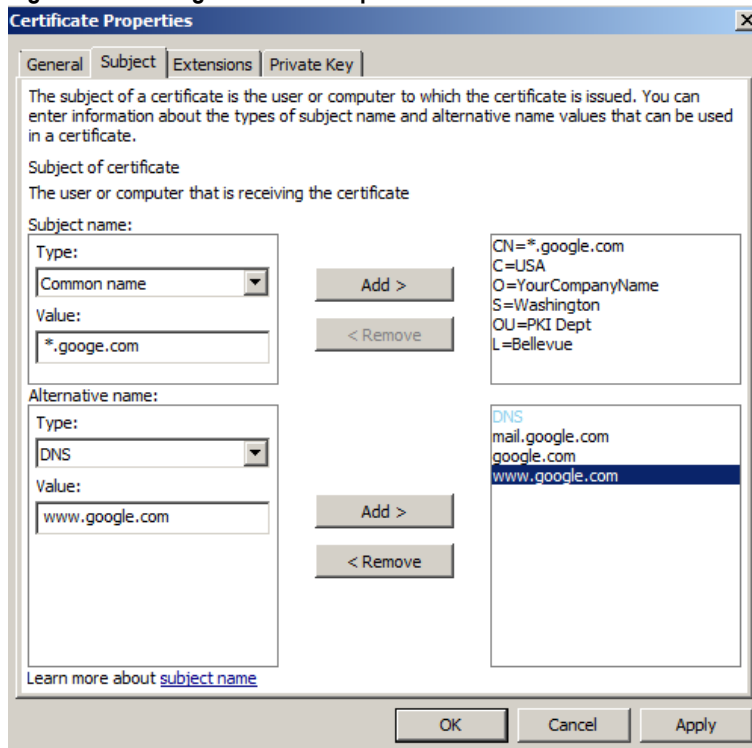 Certificate Properties
General Subject Extensions Private Key
The subject of a certificate is the user or computer to which the certificate is issued. You can
enter information about the types of subject name and alternative name values that can be used
in a certificate.
Subject of certificate
The user or computer that is receiving the certificate
Subject name:
Type:
Common name
Value:
*.googe.com
Add >
< Remove
CN=*.google.com
C=USA
O=YourCompanyName
S=Washington
OU=PKI Dept
L=Bellevue
Alternative name:
Type:
DNS
Value:
www.google.com
Add >
< Remove
DNS
mail.google.com
google.com
www.google.com
Learn more about subject name
OK Cancel Apply